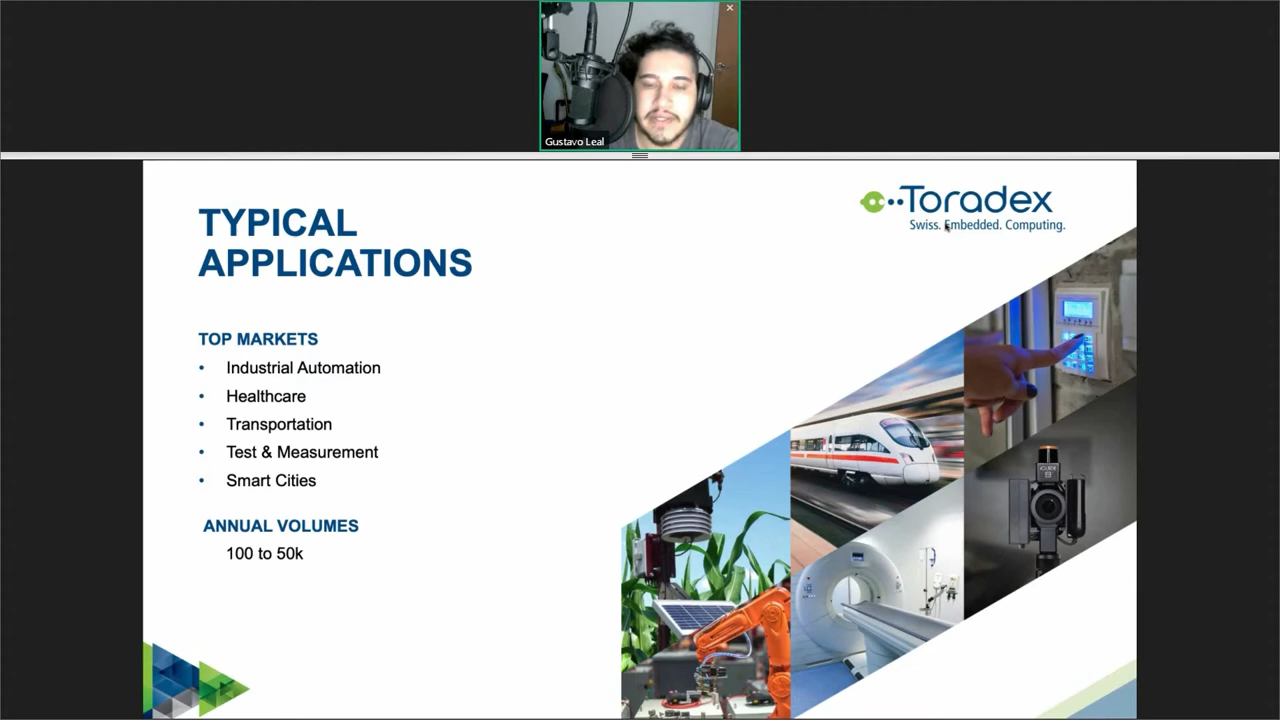 Gustavo Leal
TYPICAL
APPLICATIONS
Toradex
Swiss. Embedded. Computing.
TOP MARKETS
• Industrial Automation
• Healthcare
• Transportation
• Test & Measurement
• Smart Cities
ANNUAL VOLUMES
100 to 50k